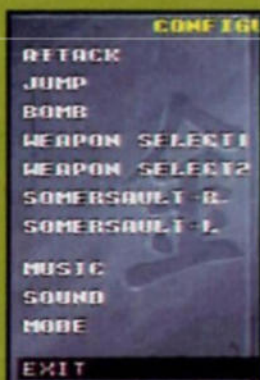 CONFIGU
ATTACK
JUMP
BOMB
WEAPON SELECT1
WEAPON SELECT2
SOMERSAULT R
SOMERSAULT L
MUSIC
SOUND
MODE
EXIT